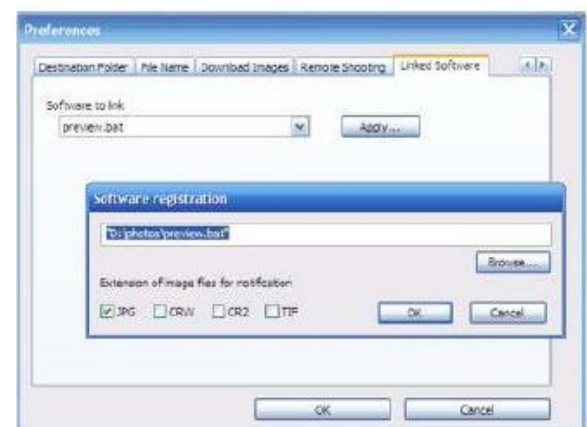 Preferences
Destination Folder File Name Download Images Remote Shooting Linked Software
Software to link
preview.bat
Apply...
Software registration
"D:\photos\preview.bat"
Browse...
Extension of image files for notification
JPG CRW CR2 TIF
OK Cancel
OK Cancel